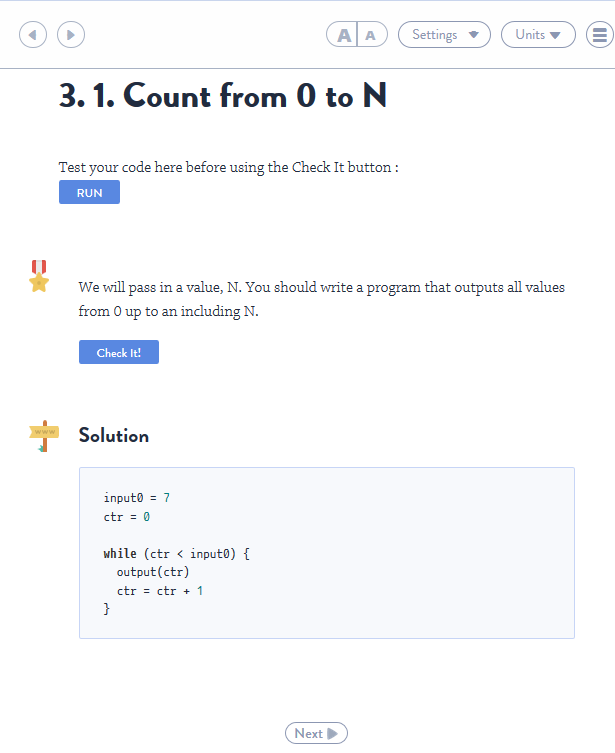 A A Settings Units
3. 1. Count from 0 to N
Test your code here before using the Check It button :
RUN
We will pass in a value, N. You should write a program that outputs all values
from 0 up to an including N.
Check It!
www
Solution
input0 = 7
ctr = 0
while (ctr < input0) {
output(ctr)
ctr = ctr + 1
}
Next